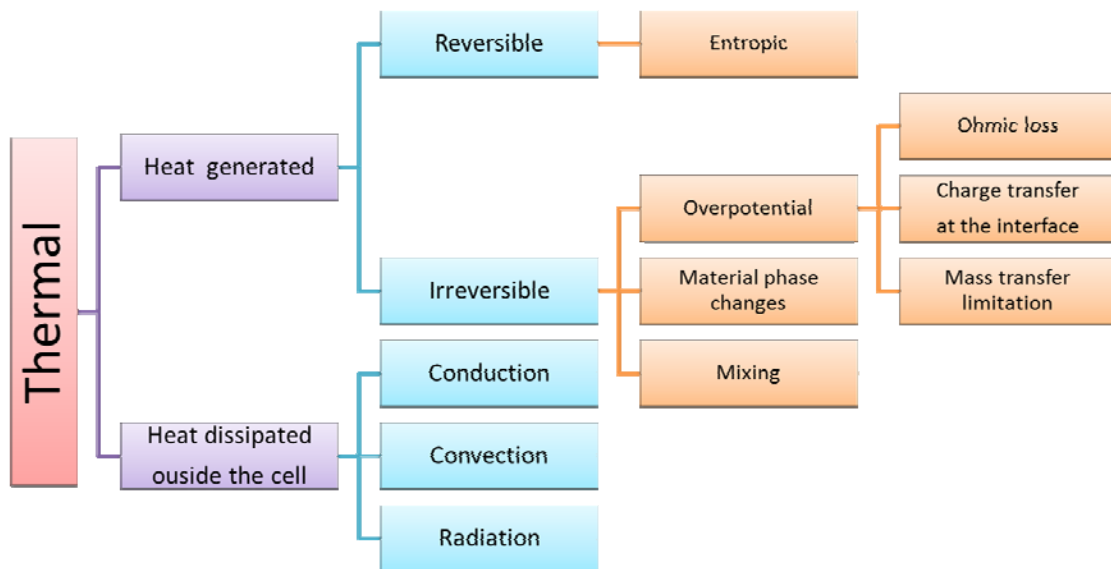 Thermal
Heat generated
Heat dissipated
ouside the cell
Reversible
Irreversible
Conduction
Convection
Radiation
Entropic
Overpotential
Material phase
changes
Mixing
Ohmic loss
Charge transfer
at the interface
Mass transfer
limitation